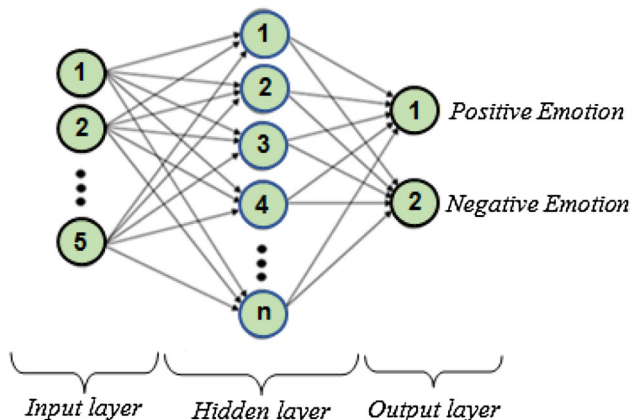 1
2
5
1
2
3
4
n
1
Positive Emotion
2
Negative Emotion
Input layer
Hidden layer
Output layer